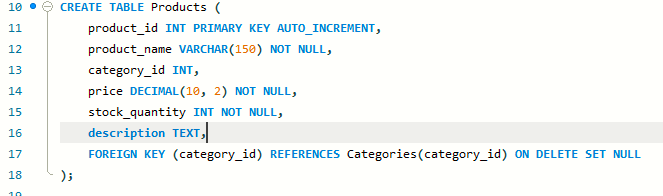 10 CREATE TABLE Products (
11 product_id INT PRIMARY KEY AUTO_INCREMENT,
12 product_name VARCHAR(150) NOT NULL,
13 category_id INT,
14 price DECIMAL(10, 2) NOT NULL,
15 stock_quantity INT NOT NULL,
16 description TEXT,
17 FOREIGN KEY (category_id) REFERENCES Categories(category_id) ON DELETE SET NULL
18 );